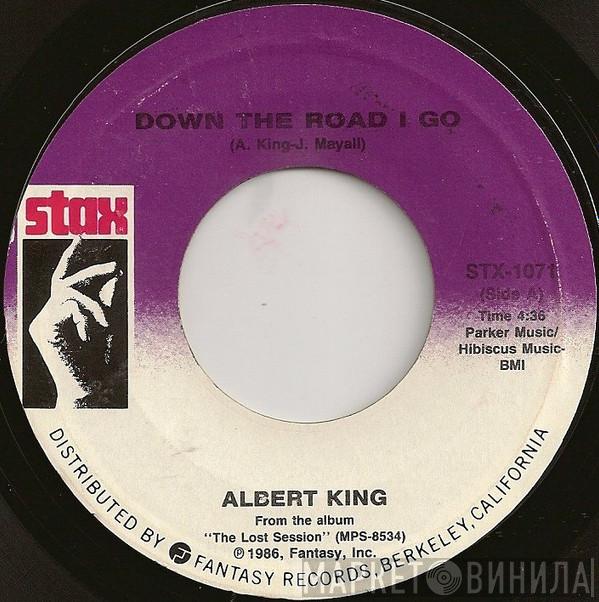 DOWN THE ROAD I GO
(A. King-J. Mayall)
stax
STX-1071
(Side A)
Time 4:36
Parker Music/
Hibiscus Music-
BMI
ALBERT KING
From the album
"The Lost Session" (MPS-8534)
℗ 1986, Fantasy, Inc.
DISTRIBUTED BY FANTASY RECORDS, BERKELEY, CALIFORNIA
МАРКЕТ ВИНИЛА